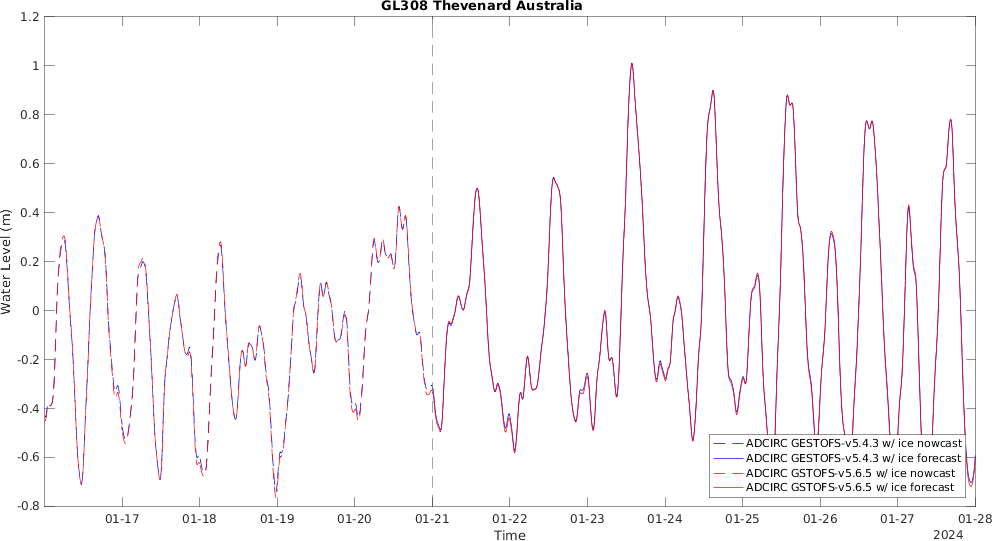 GL308 Thevenard Australia
1.2
1
0.8
0.6
0.4
0.2
0
-0.2
-0.4
-0.6
-0.8
Water Level (m)
ADCIRC GESTOFS-v5.4.3 w/ ice nowcast
ADCIRC GESTOFS-v5.4.3 w/ ice forecast
ADCIRC GSTOFS-v5.6.5 w/ ice nowcast
ADCIRC GSTOFS-v5.6.5 w/ ice forecast
01-17 01-18 01-19 01-20 01-21 01-22 01-23 01-24 01-25 01-26 01-27 01-28
Time
2024